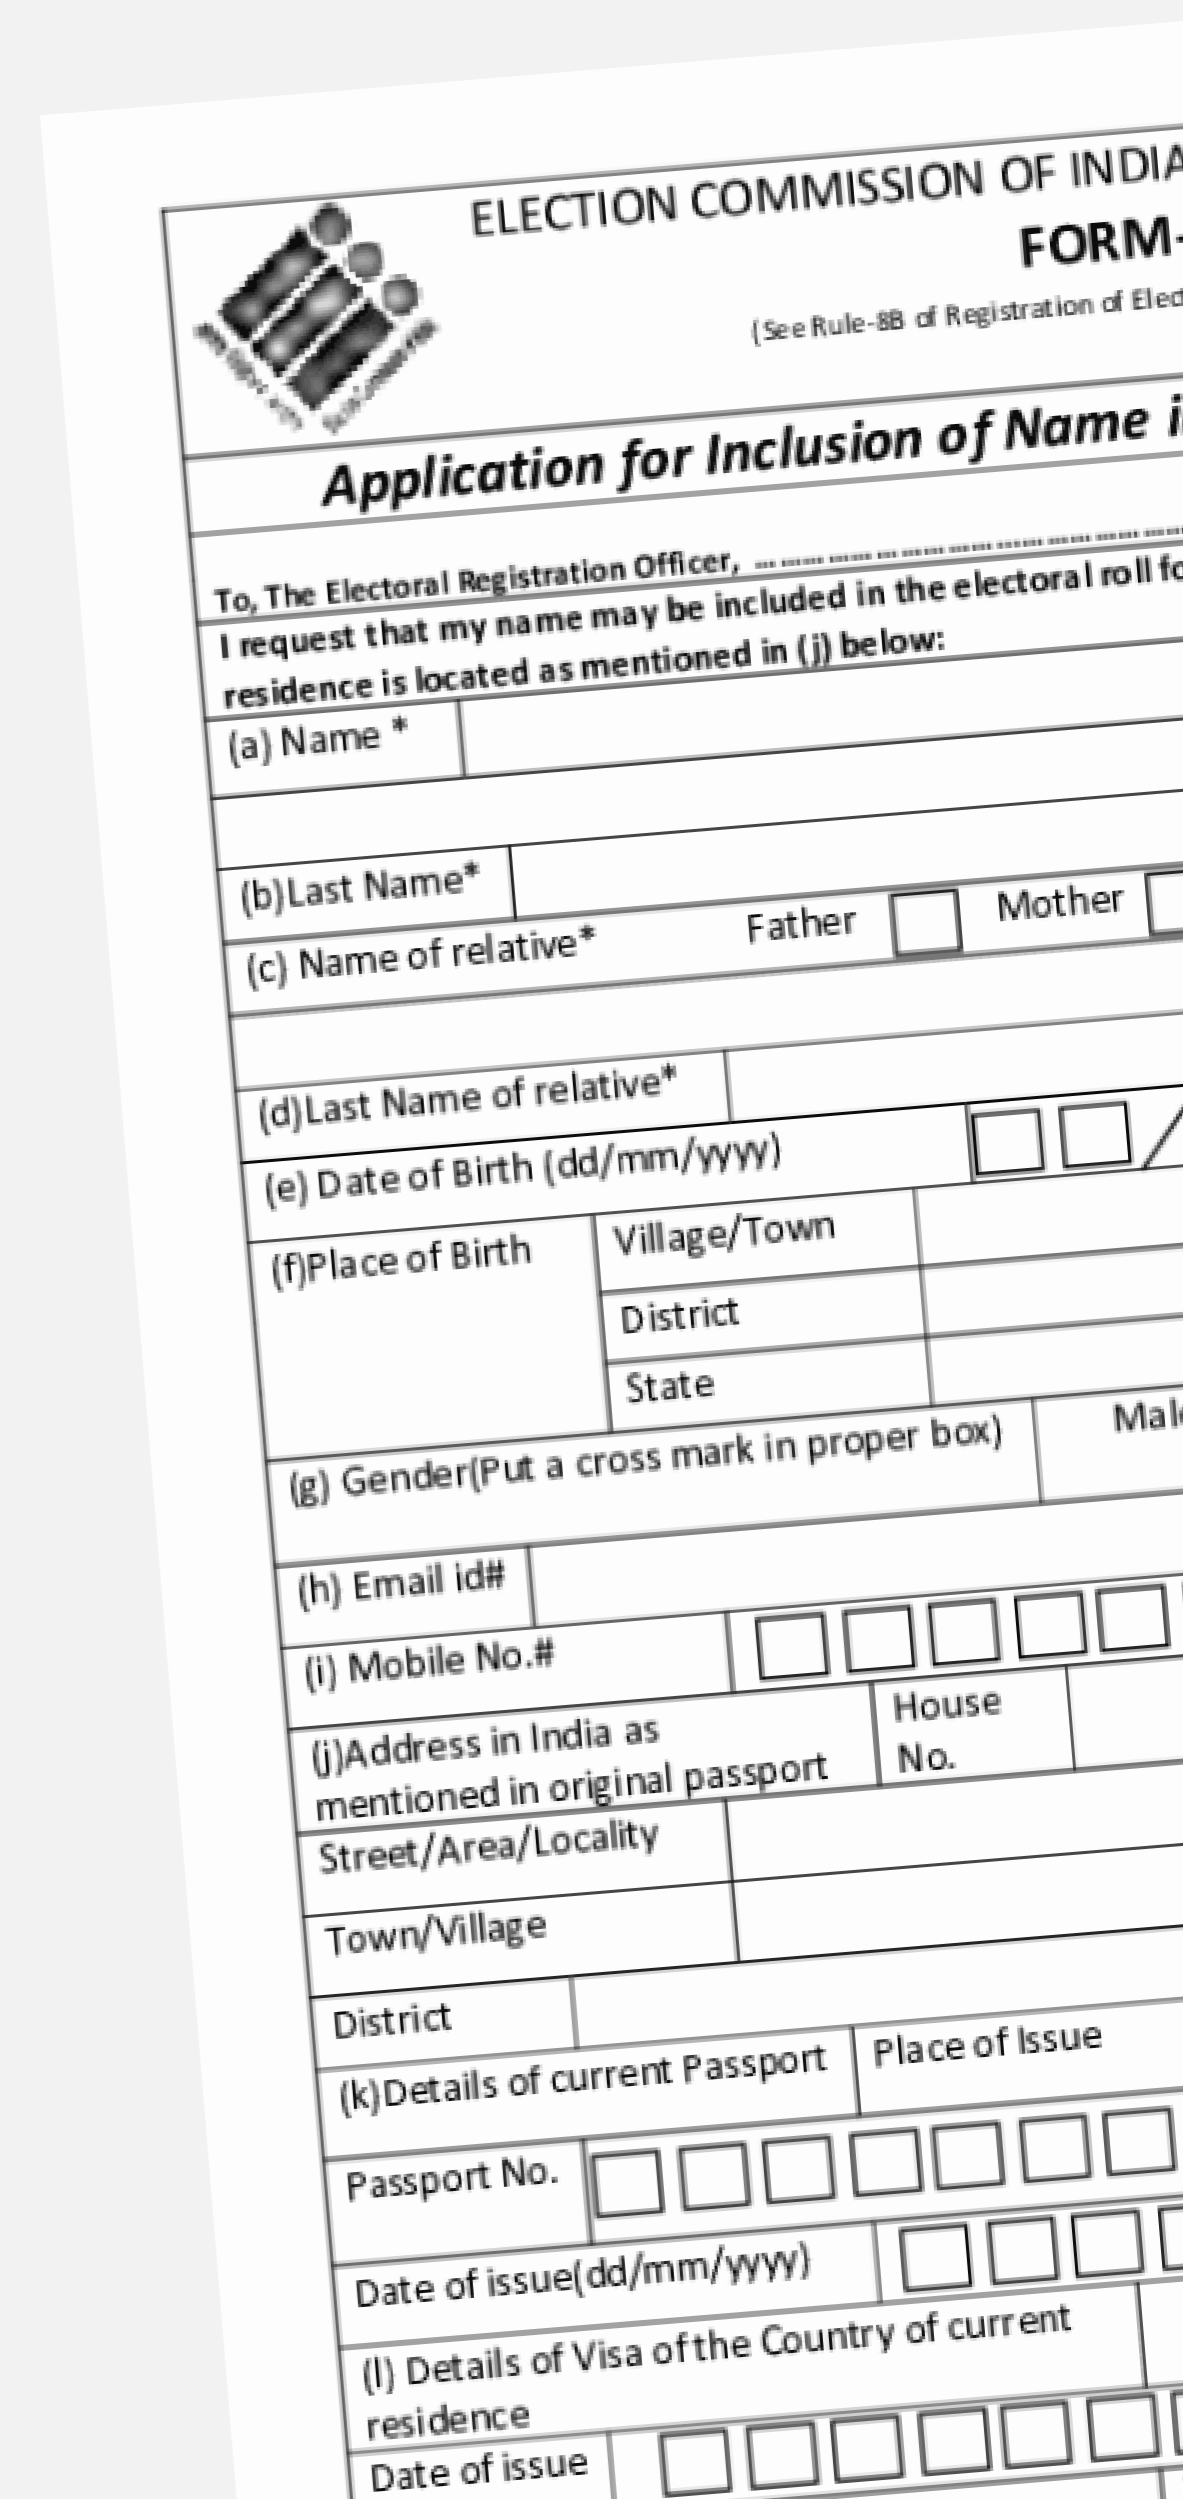 ELECTION COMMISSION OF INDIA
FORM-
(See Rule-8B of Registration of Elect
Application for Inclusion of Name i
To, The Electoral Registration Officer, ................................................
I request that my name may be included in the electoral roll fo
residence is located as mentioned in (j) below:
(a) Name *
(b)Last Name*
(c) Name of relative* Father Mother
(d)Last Name of relative*
(e) Date of Birth (dd/mm/yyyy) /
(f)Place of Birth Village/Town
District
State
(g) Gender(Put a cross mark in proper box) Male
(h) Email id#
(i) Mobile No.#
(j)Address in India as
mentioned in original passport
House
No.
Street/Area/Locality
Town/Village
District
(k)Details of current Passport Place of Issue
Passport No.
Date of issue(dd/mm/yyyy)
(l) Details of Visa of the Country of current
residence
Date of issue